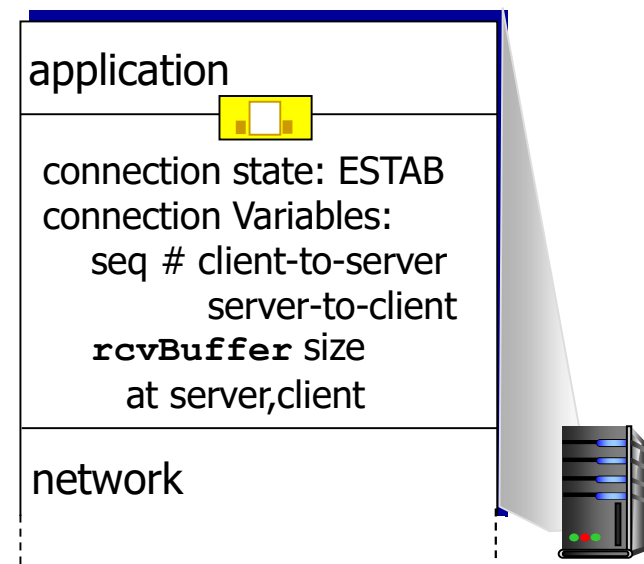 application
connection state: ESTAB
connection Variables:
seq # client-to-server
server-to-client
rcvBuffer size
at server,client
network